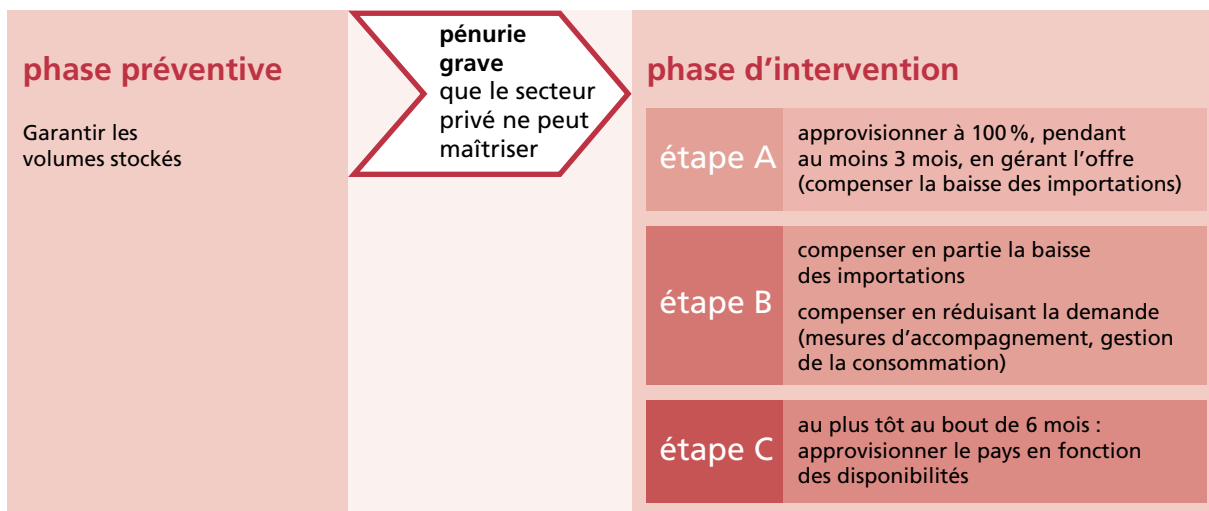 phase préventive
Garantir les
volumes stockés
pénurie
grave
que le secteur
privé ne peut
maîtriser
phase d’intervention
étape A
approvisionner à 100 %, pendant
au moins 3 mois, en gérant l’offre
(compenser la baisse des importations)
étape B
compenser en partie la baisse
des importations
compenser en réduisant la demande
(mesures d’accompagnement, gestion
de la consommation)
étape C
au plus tôt au bout de 6 mois :
approvisionner le pays en fonction
des disponibilités